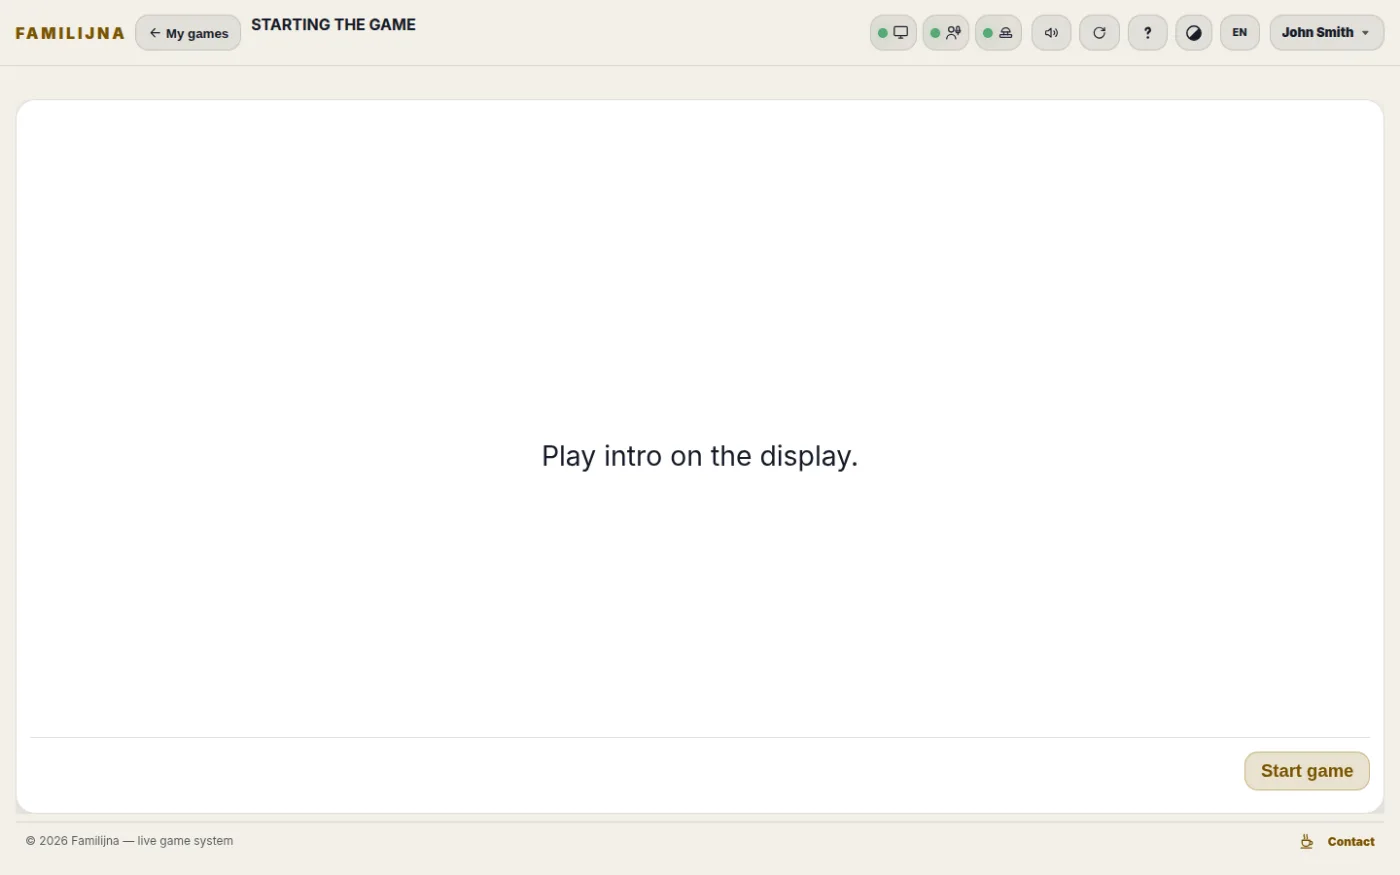 FAMILIJNA
← My games
STARTING THE GAME
?
EN
John Smith
Play intro on the display.
Start game
© 2026 Familijna — live game system
Contact